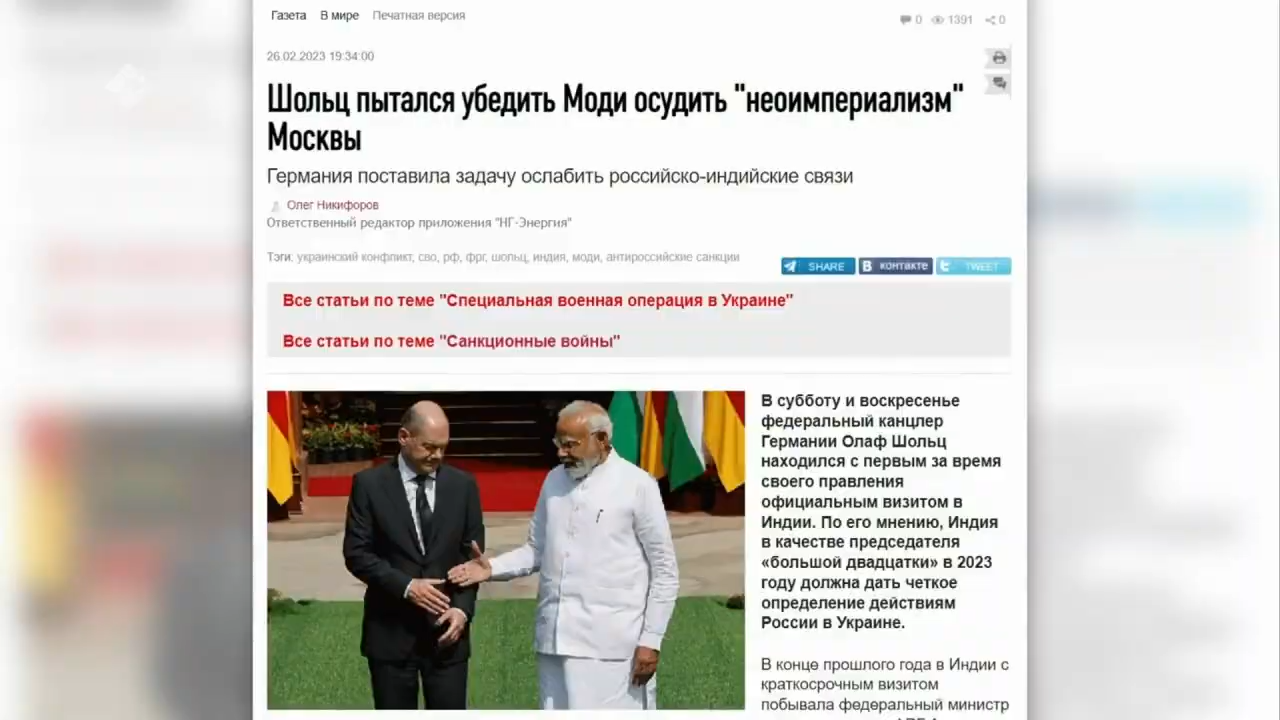 Газета В мире Печатная версия
0 1391 0
26.02.2023 19:34:00
Шольц пытался убедить Моди осудить "неоимпериализм"
Москвы
Германия поставила задачу ослабить российско-индийские связи
Олег Никифоров
Ответственный редактор приложения "НГ-Энергия"
Тэги: украинский конфликт, сво, рф, фрг, шольц, индия, моди, антироссийские санкции
SHARE В контакте TWEET
Все статьи по теме "Специальная военная операция в Украине"
Все статьи по теме "Санкционные войны"
В субботу и воскресенье
федеральный канцлер
Германии Олаф Шольц
находился с первым за время
своего правления
официальным визитом в
Индии. По его мнению, Индия
в качестве председателя
«большой двадцатки» в 2023
году должна дать четкое
определение действиям
России в Украине.
В конце прошлого года в Индии с
краткосрочным визитом
побывала федеральный министр